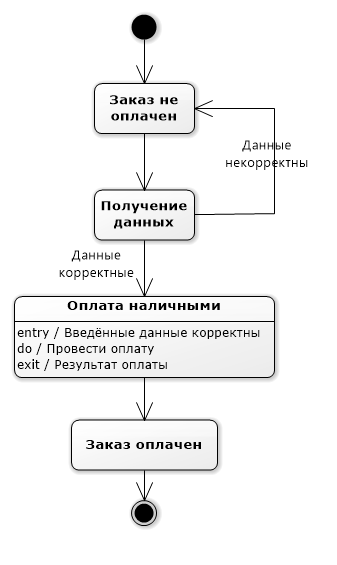 Заказ не
оплачен
Данные
некорректны
Получение
данных
Данные
корректные
Оплата наличными
entry / Введённые данные корректны
do / Провести оплату
exit / Результат оплаты
Заказ оплачен